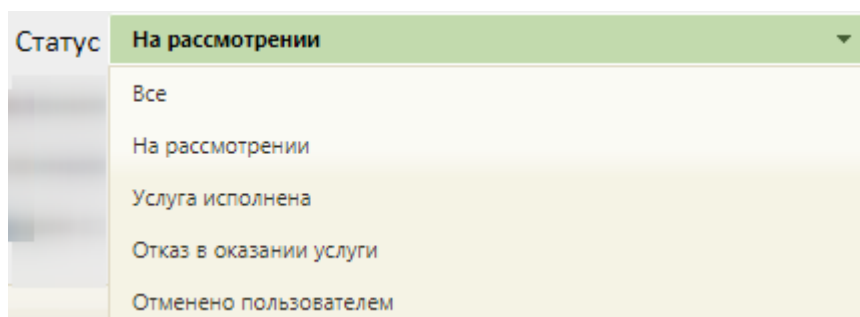 Статус На рассмотрении
Все
На рассмотрении
Услуга исполнена
Отказ в оказании услуги
Отменено пользователем